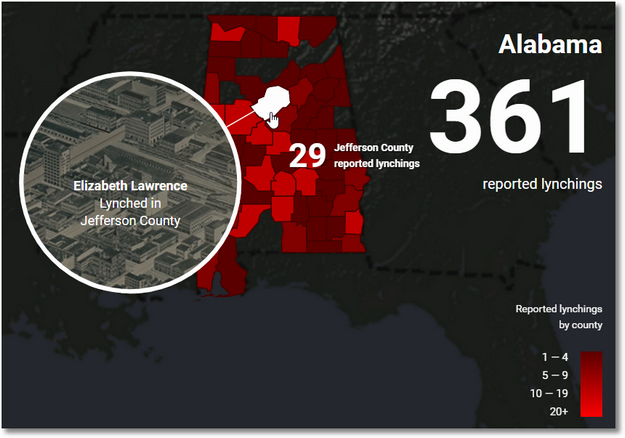 Alabama
361
reported lynchings
29
Jefferson County
reported lynchings
Elizabeth Lawrence
Lynched in
Jefferson County
Reported lynchings
by county
1 — 4
5 — 9
10 — 19
20+